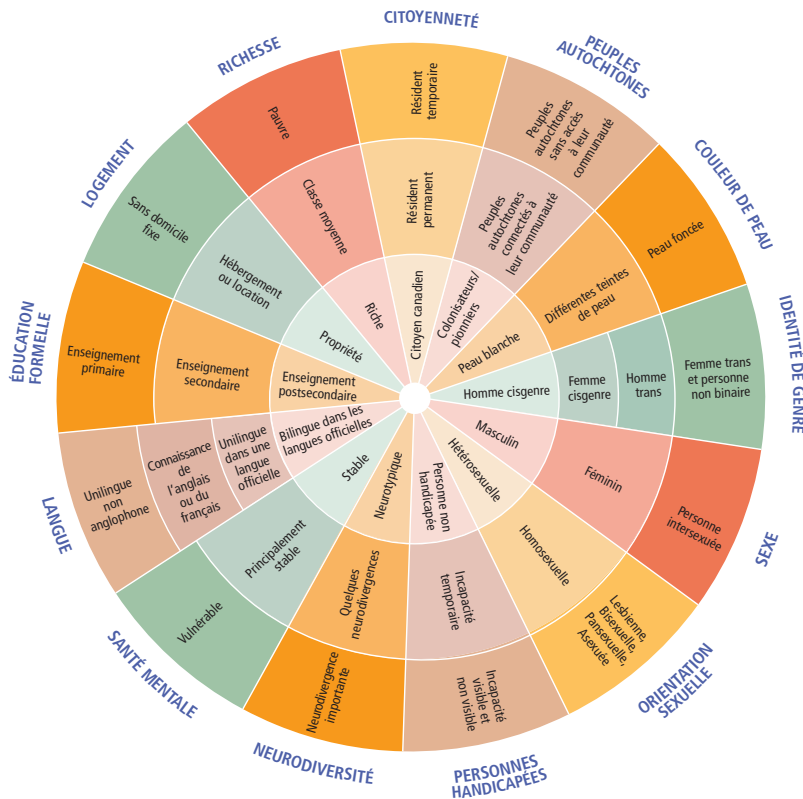 CITOYENNETÉ
Résident
temporaire
Résident
permanent
Citoyen canadien
PEUPLES
AUTOCHTONES
Peuples
autochtones
sans accès
à leur
communauté
Peuples
autochtones
connectés à
leur communauté
Colonisateurs/
pionniers
COULEUR DE PEAU
Peau foncée
Différentes teintes
de peau
Peau blanche
IDENTITÉ DE GENRE
Femme trans
et personne
non binaire
Homme
trans
Femme
cisgenre
Homme cisgenre
SEXE
Personne
intersexuée
Féminin
Masculin
ORIENTATION
SEXUELLE
Lesbienne,
Bisexuelle,
Pansexuelle,
Asexuée
Homosexuelle
Hétérosexuelle
PERSONNES
HANDICAPÉES
Incapacité
visible et
non visible
Incapacité
temporaire
Personne non
handicapée
NEURODIVERSITÉ
Neurodivergence
importante
Quelques
neurodivergences
Neurotypique
SANTÉ MENTALE
Vulnérable
Principalement
stable
Stable
LANGUE
Unilingue
non
anglophone
Connaissance
de
l'anglais
ou du
français
Unilingue
dans une
langue
officielle
Bilingue dans les
langues officielles
ÉDUCATION
FORMELLE
Enseignement
primaire
Enseignement
secondaire
Enseignement
postsecondaire
LOGEMENT
Sans domicile
fixe
Hébergement
ou location
Propriété
RICHESSE
Pauvre
Classe moyenne
Riche